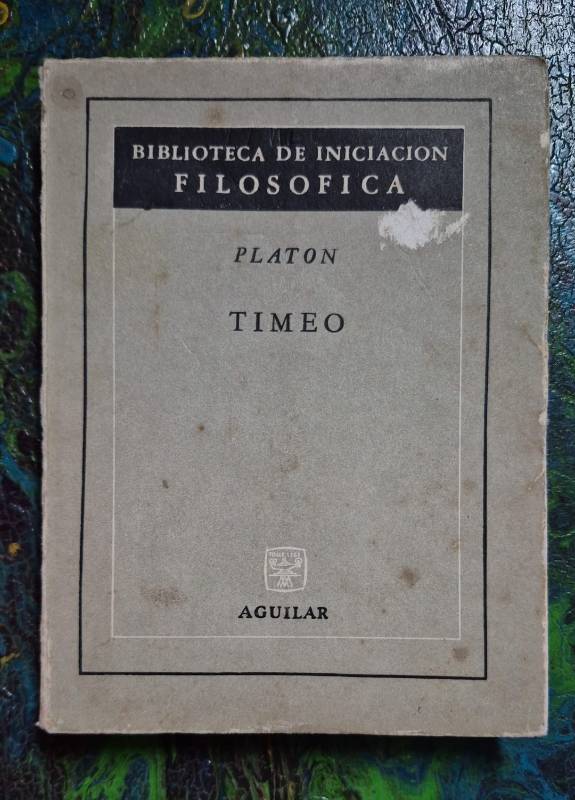 BIBLIOTECA DE INICIACION
FILOSOFICA
PLATON
TIMEO
AGUILAR